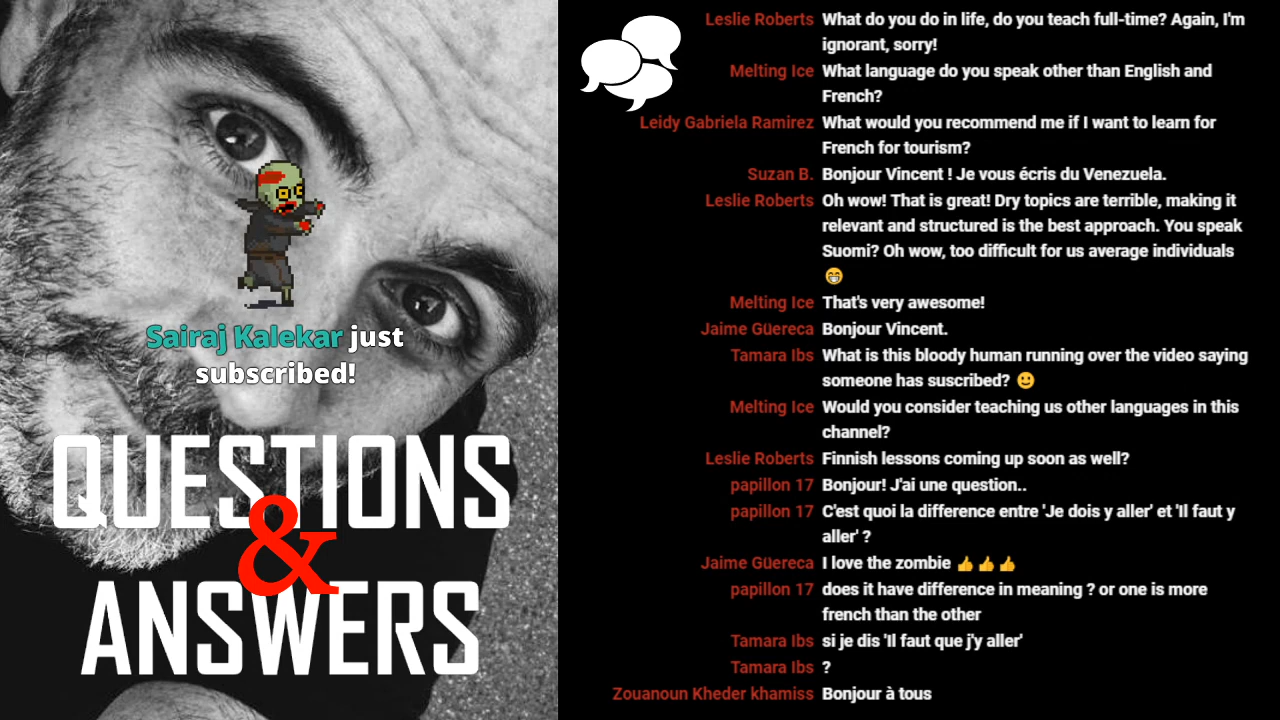 Sairaj Kalekar just
subscribed!
QUESTIONS
&
ANSWERS
Leslie Roberts What do you do in life, do you teach full-time? Again, I'm
ignorant, sorry!
Melting Ice What language do you speak other than English and
French?
Leidy Gabriela Ramirez What would you recommend me if I want to learn for
French for tourism?
Suzan B. Bonjour Vincent ! Je vous écris du Venezuela.
Leslie Roberts Oh wow! That is great! Dry topics are terrible, making it
relevant and structured is the best approach. You speak
Suomi? Oh wow, too difficult for us average individuals
😁
Melting Ice That's very awesome!
Jaime Güereca Bonjour Vincent.
Tamara Ibs What is this bloody human running over the video saying
someone has suscribed? 🙂
Melting Ice Would you consider teaching us other languages in this
channel?
Leslie Roberts Finnish lessons coming up soon as well?
papillon 17 Bonjour! J'ai une question..
papillon 17 C'est quoi la difference entre 'Je dois y aller' et 'Il faut y
aller' ?
Jaime Güereca I love the zombie 👍👍👍
papillon 17 does it have difference in meaning ? or one is more
french than the other
Tamara Ibs si je dis 'Il faut que j'y aller'
Tamara Ibs ?
Zouanoun Kheder khamiss Bonjour à tous